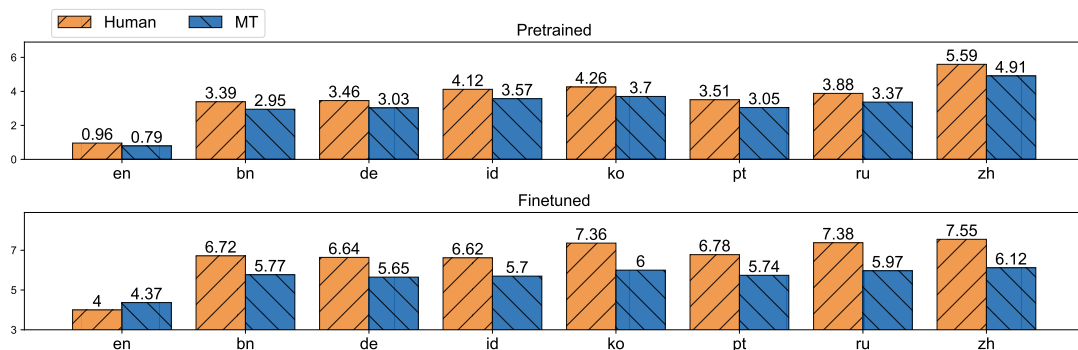 Human MT
Pretrained
6
4
2
0
0.96 0.79 3.39 2.95 3.46 3.03 4.12 3.57 4.26 3.7 3.51 3.05 3.88 3.37 5.59 4.91
en bn de id ko pt ru zh
Finetuned
7
5
3
4 4.37 6.72 5.77 6.64 5.65 6.62 5.7 7.36 6 6.78 5.74 7.38 5.97 7.55 6.12
en bn de id ko pt ru zh